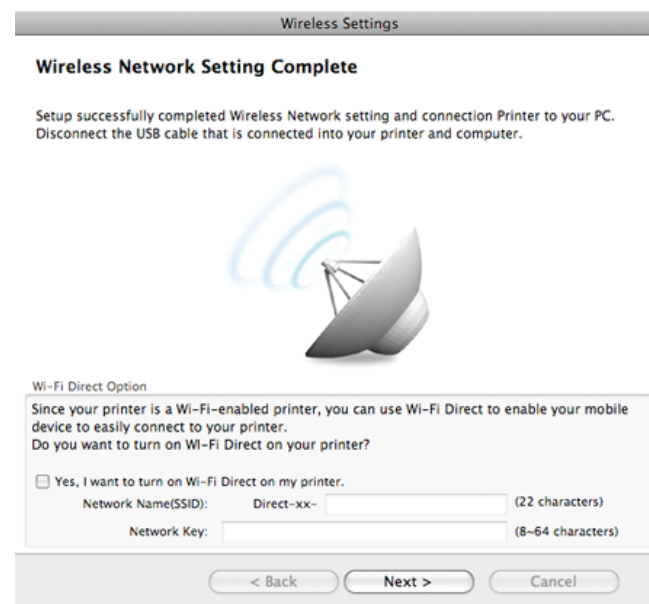 Wireless Settings
Wireless Network Setting Complete
Setup successfully completed Wireless Network setting and connection Printer to your PC.
Disconnect the USB cable that is connected into your printer and computer.
Wi-Fi Direct Option
Since your printer is a Wi-Fi-enabled printer, you can use Wi-Fi Direct to enable your mobile
device to easily connect to your printer.
Do you want to turn on WI-Fi Direct on your printer?
Yes, I want to turn on Wi-Fi Direct on my printer.
Network Name(SSID): Direct-xx- (22 characters)
Network Key: (8~64 characters)
< Back Next > Cancel